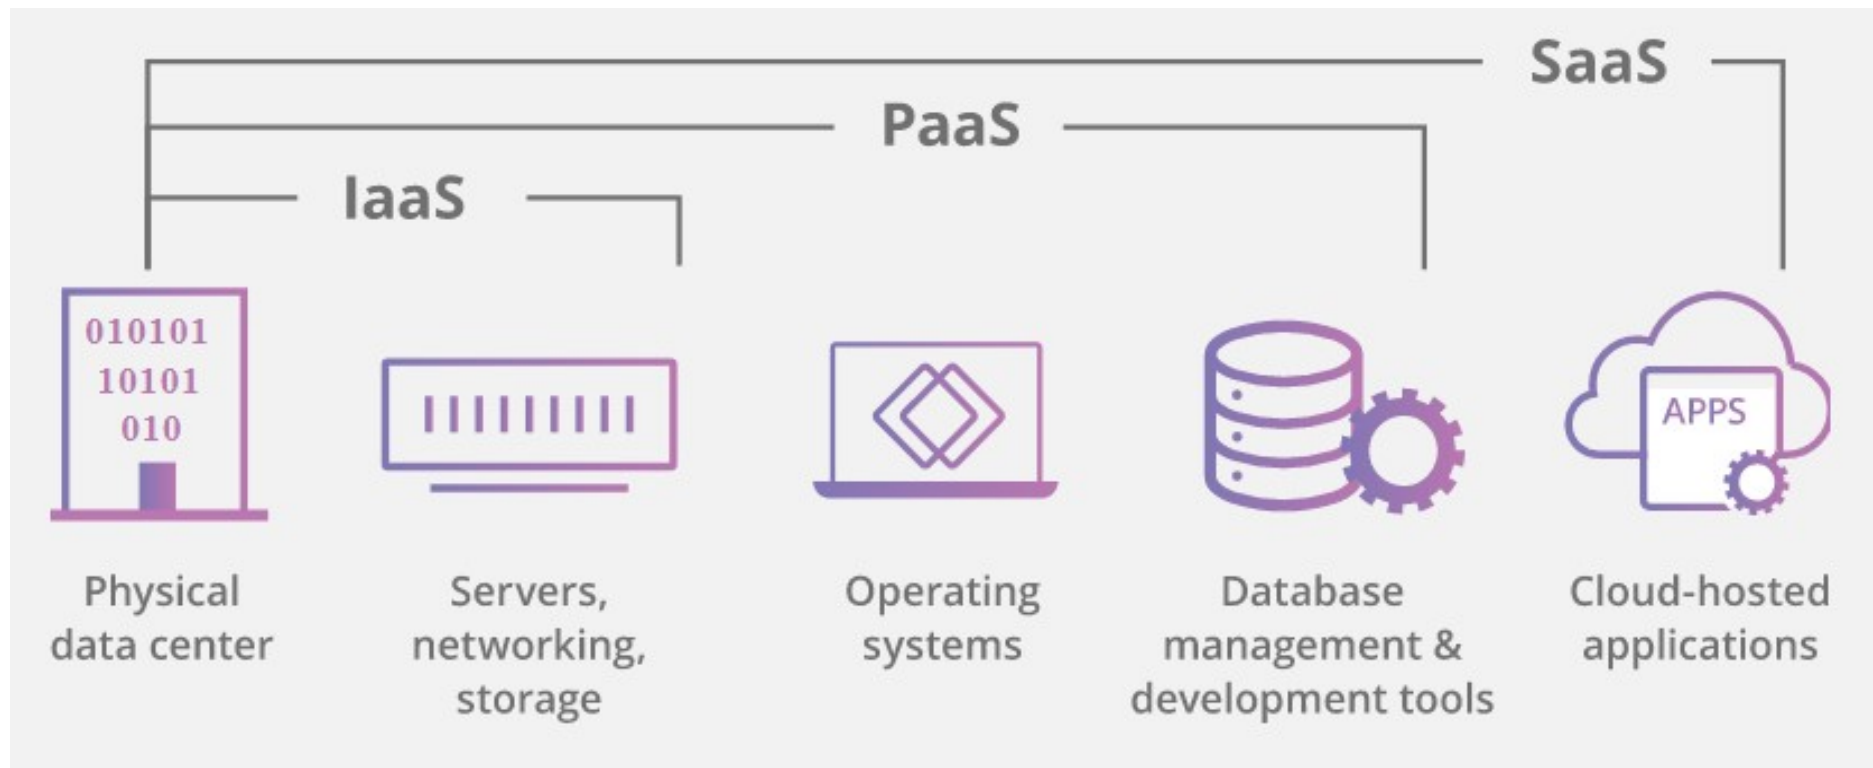 SaaS
PaaS
IaaS
010101
10101
010
APPS
Physical
data center
Servers,
networking,
storage
Operating
systems
Database
management &
development tools
Cloud-hosted
applications